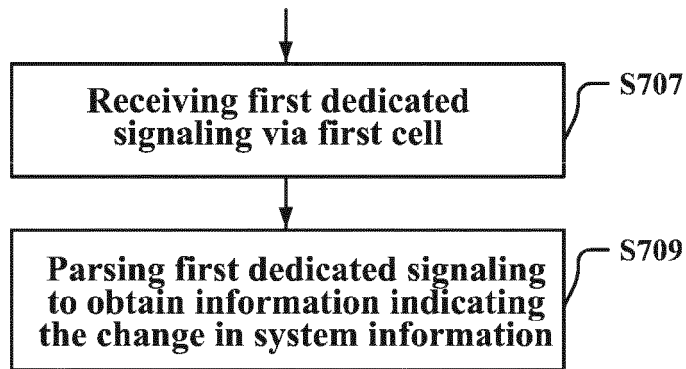 Receiving first dedicated
signaling via first cell
S707
Parsing first dedicated signaling
to obtain information indicating
the change in system information
S709